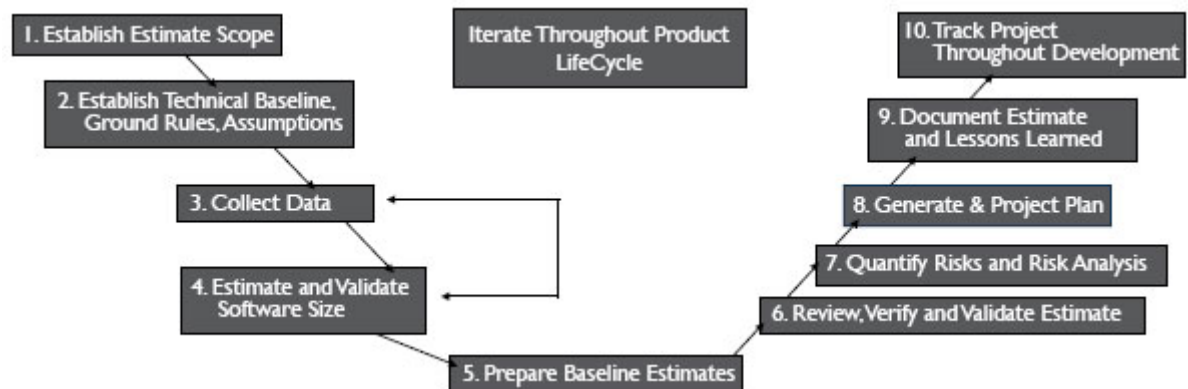 1. Establish Estimate Scope
Iterate Throughout Product
LifeCycle
10. Track Project
Throughout Development
2. Establish Technical Baseline,
Ground Rules, Assumptions
9. Document Estimate
and Lessons Learned
3. Collect Data
8. Generate & Project Plan
4. Estimate and Validate
Software Size
7. Quantify Risks and Risk Analysis
6. Review, Verify and Validate Estimate
5. Prepare Baseline Estimates